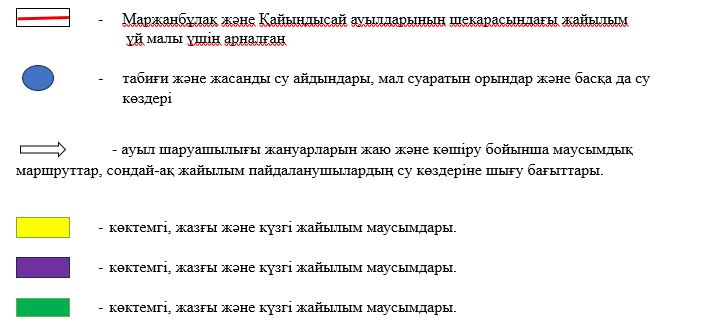 - Маржанбұлақ және Қайыңдысай ауылдарының шекарасындағы жайылым
үй малы үшін арналған
- табиғи және жасанды су айдындары, мал суаратын орындар және басқа да су
көздері
- ауыл шаруашылығы жануарларын жаю және көшіру бойынша маусымдық
маршруттар, сондай-ақ жайылым пайдаланушылардың су көздеріне шығу бағыттары.
- көктемгі, жазғы және күзгі жайылым маусымдары.
- көктемгі, жазғы және күзгі жайылым маусымдары.
- көктемгі, жазғы және күзгі жайылым маусымдары.